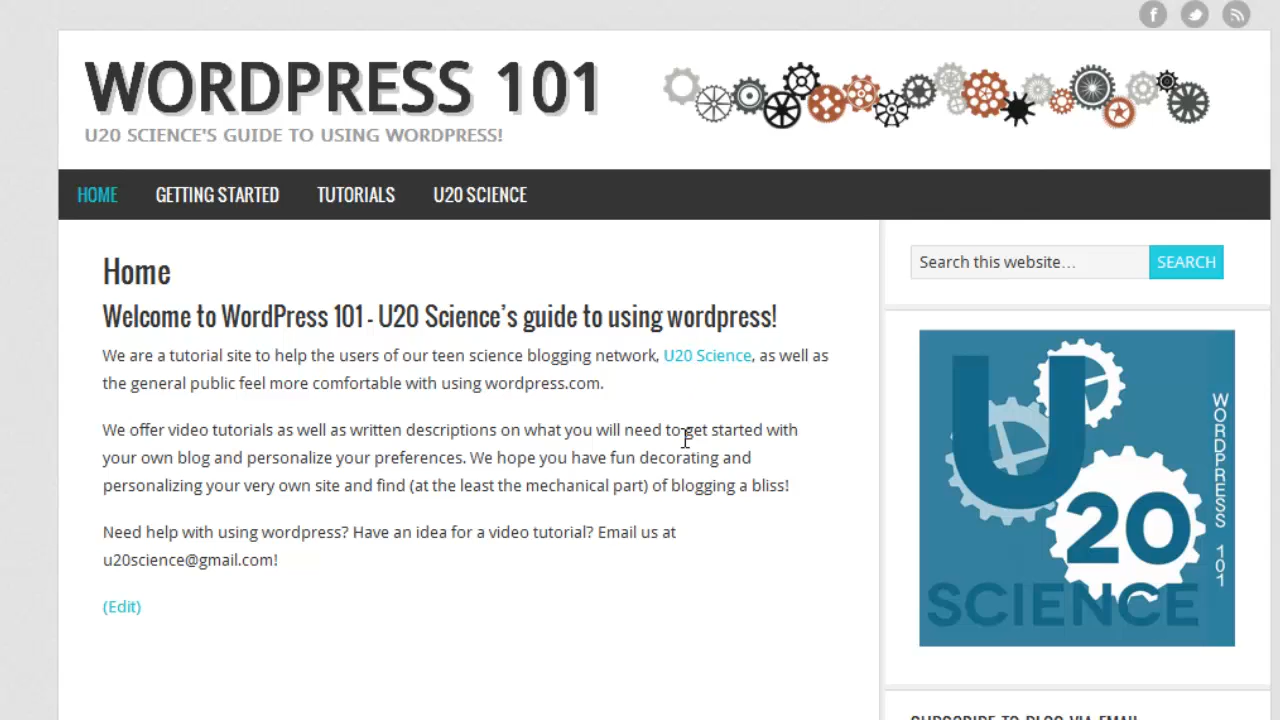 WORDPRESS 101
U20 SCIENCE'S GUIDE TO USING WORDPRESS!
HOME GETTING STARTED TUTORIALS U20 SCIENCE
Home
Welcome to WordPress 101 - U20 Science's guide to using wordpress!
We are a tutorial site to help the users of our teen science blogging network, U20 Science, as well as
the general public feel more comfortable with using wordpress.com.
We offer video tutorials as well as written descriptions on what you will need to get started with
your own blog and personalize your preferences. We hope you have fun decorating and
personalizing your very own site and find (at the least the mechanical part) of blogging a bliss!
Need help with using wordpress? Have an idea for a video tutorial? Email us at
u20science@gmail.com!
(Edit)
Search this website... SEARCH
U
20
SCIENCE
WORDPRESS 101
SUBSCRIBE TO BLOG VIA EMAIL